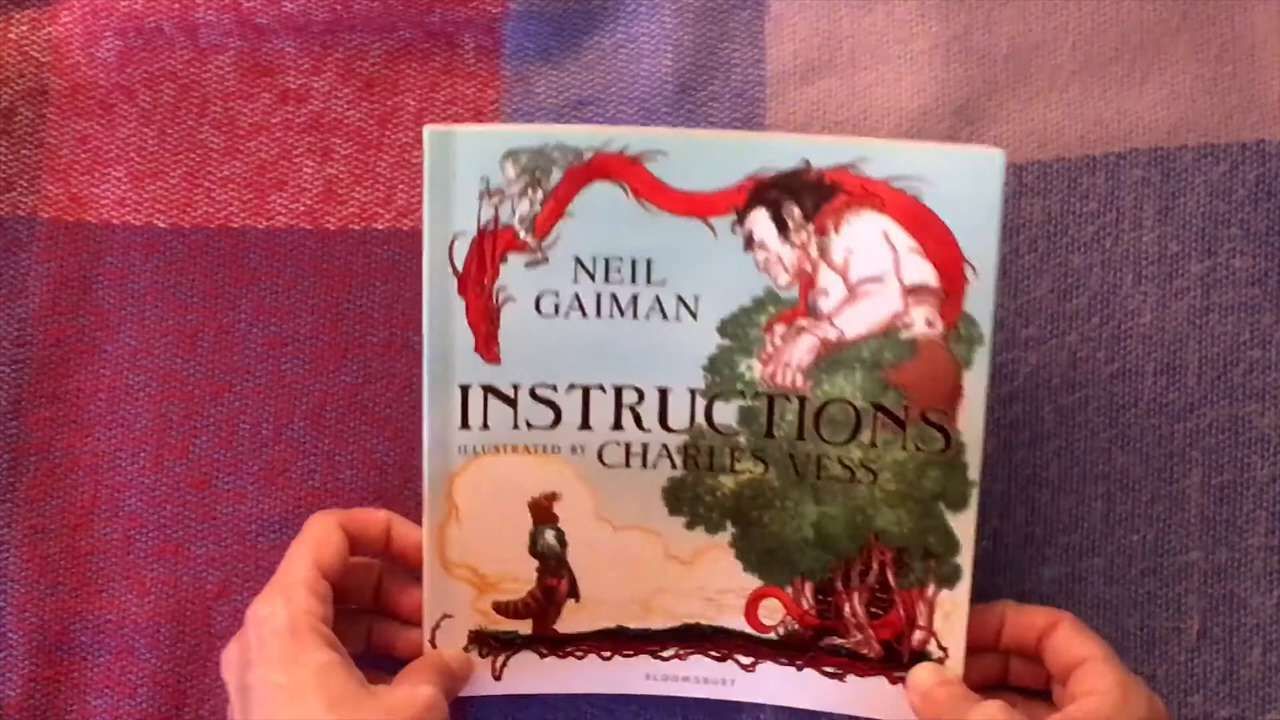 NEIL
GAIMAN
INSTRUCTIONS
ILLUSTRATED BY CHARLES VESS
BLOOMSBURY